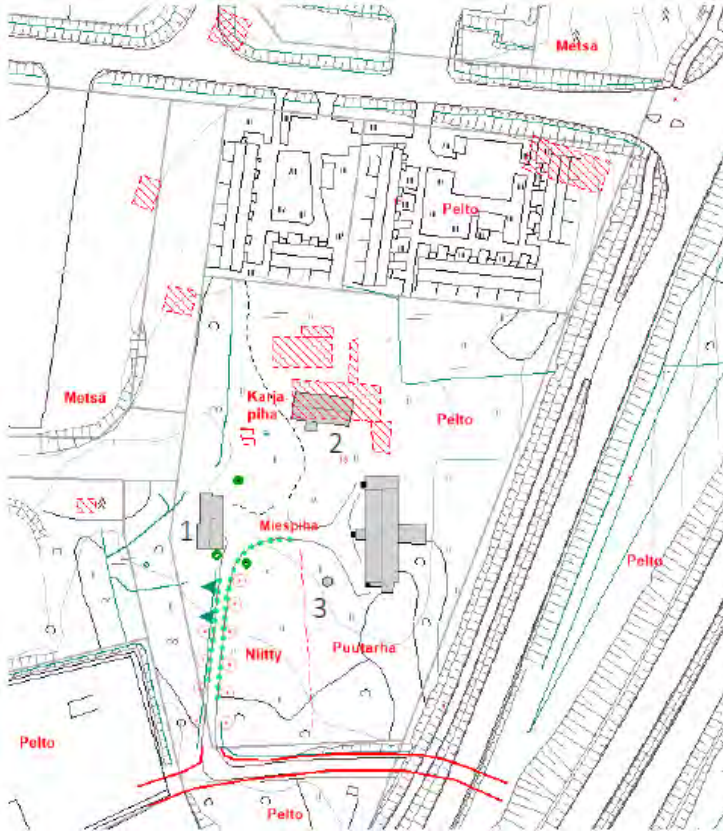 Metsä
Pelto
Metsä
Karja
piha
Pelto
2
1
Miespiha
Pelto
3
Niitty
Puutarha
Pelto
Pelto